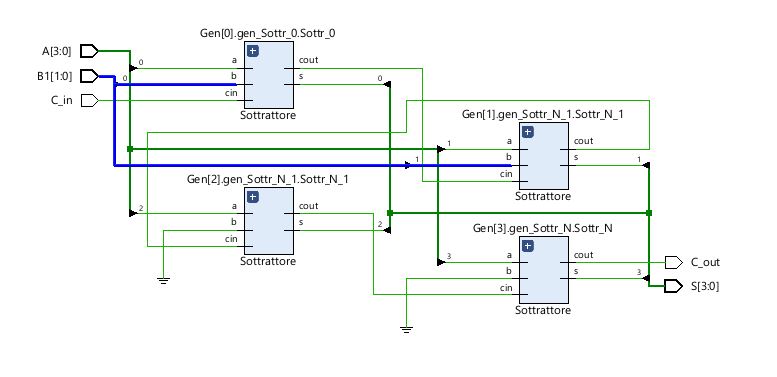 Gen[0].gen_Sottr_0.Sottr_0
A[3:0]
0
a
cout
B1[1:0]
0
b
s
0
C_in
cin
Sottrattore
Gen[1].gen_Sottr_N_1.Sottr_N_1
1
a
cout
1
b
s
1
cin
Sottrattore
Gen[2].gen_Sottr_N_1.Sottr_N_1
2
a
cout
b
s
2
cin
Sottrattore
Gen[3].gen_Sottr_N.Sottr_N
3
a
cout
C_out
b
s
3
S[3:0]
cin
Sottrattore